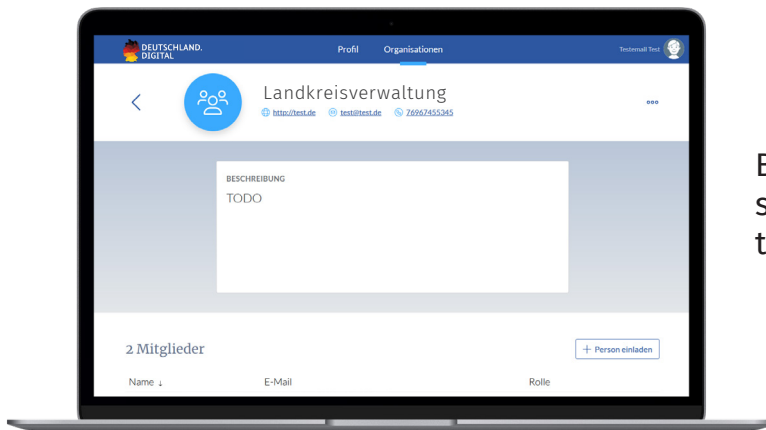 DEUTSCHLAND.
DIGITAL
Profil Organisationen Testemail Test
Landkreisverwaltung
http://test.de test@test.de 76967455345
BESCHREIBUNG
TODO
2 Mitglieder + Person einladen
Name ↓ E-Mail Rolle